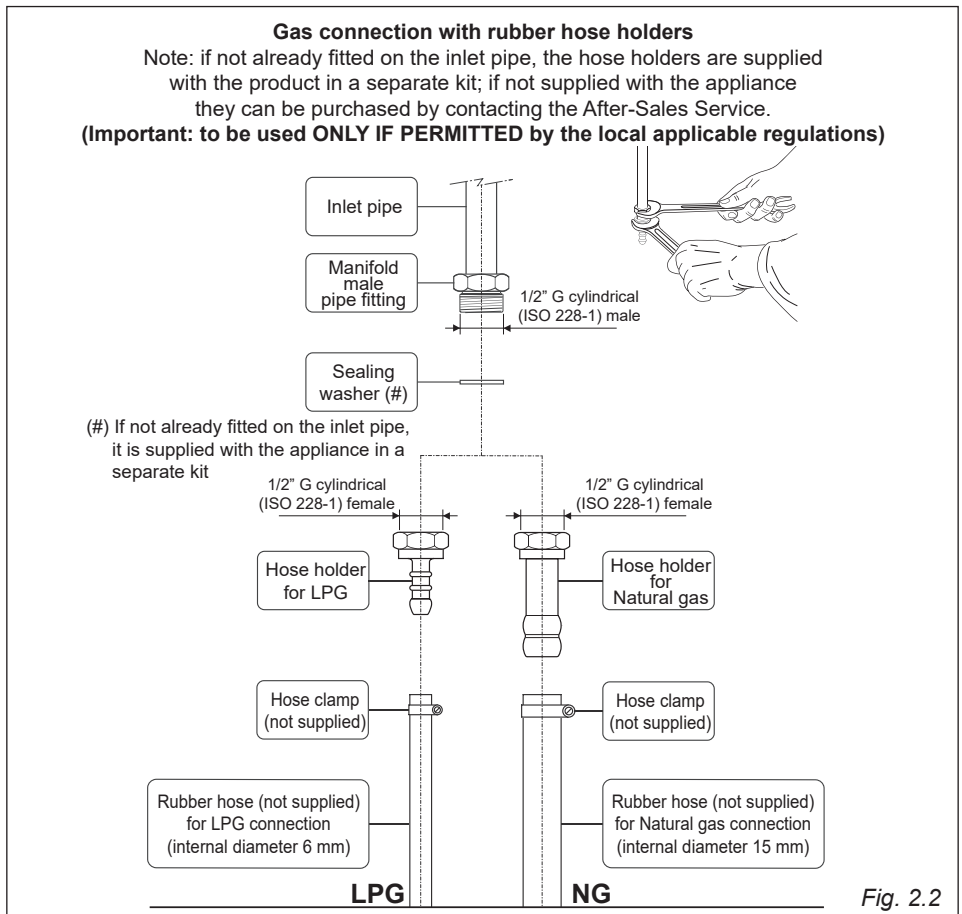 Gas connection with rubber hose holders
Note: if not already fitted on the inlet pipe, the hose holders are supplied
with the product in a separate kit; if not supplied with the appliance
they can be purchased by contacting the After-Sales Service.
(Important: to be used ONLY IF PERMITTED by the local applicable regulations)
Inlet pipe
Manifold
male
pipe fitting
1/2” G cylindrical
(ISO 228-1) male
Sealing
washer (#)
(#) If not already fitted on the inlet pipe,
it is supplied with the appliance in a
separate kit
1/2” G cylindrical
(ISO 228-1) female
1/2” G cylindrical
(ISO 228-1) female
Hose holder
for LPG
Hose holder
for
Natural gas
Hose clamp
(not supplied)
Hose clamp
(not supplied)
Rubber hose (not supplied)
for LPG connection
(internal diameter 6 mm)
Rubber hose (not supplied)
for Natural gas connection
(internal diameter 15 mm)
LPG
NG
Fig. 2.2